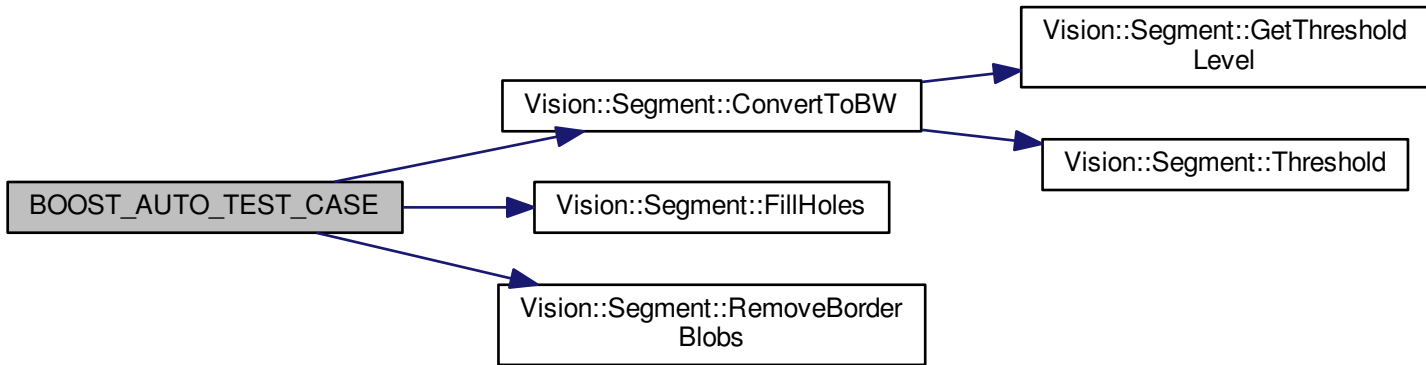 BOOST_AUTO_TEST_CASE
Vision::Segment::ConvertToBW
Vision::Segment::GetThreshold
Level
Vision::Segment::Threshold
Vision::Segment::FillHoles
Vision::Segment::RemoveBorder
Blobs